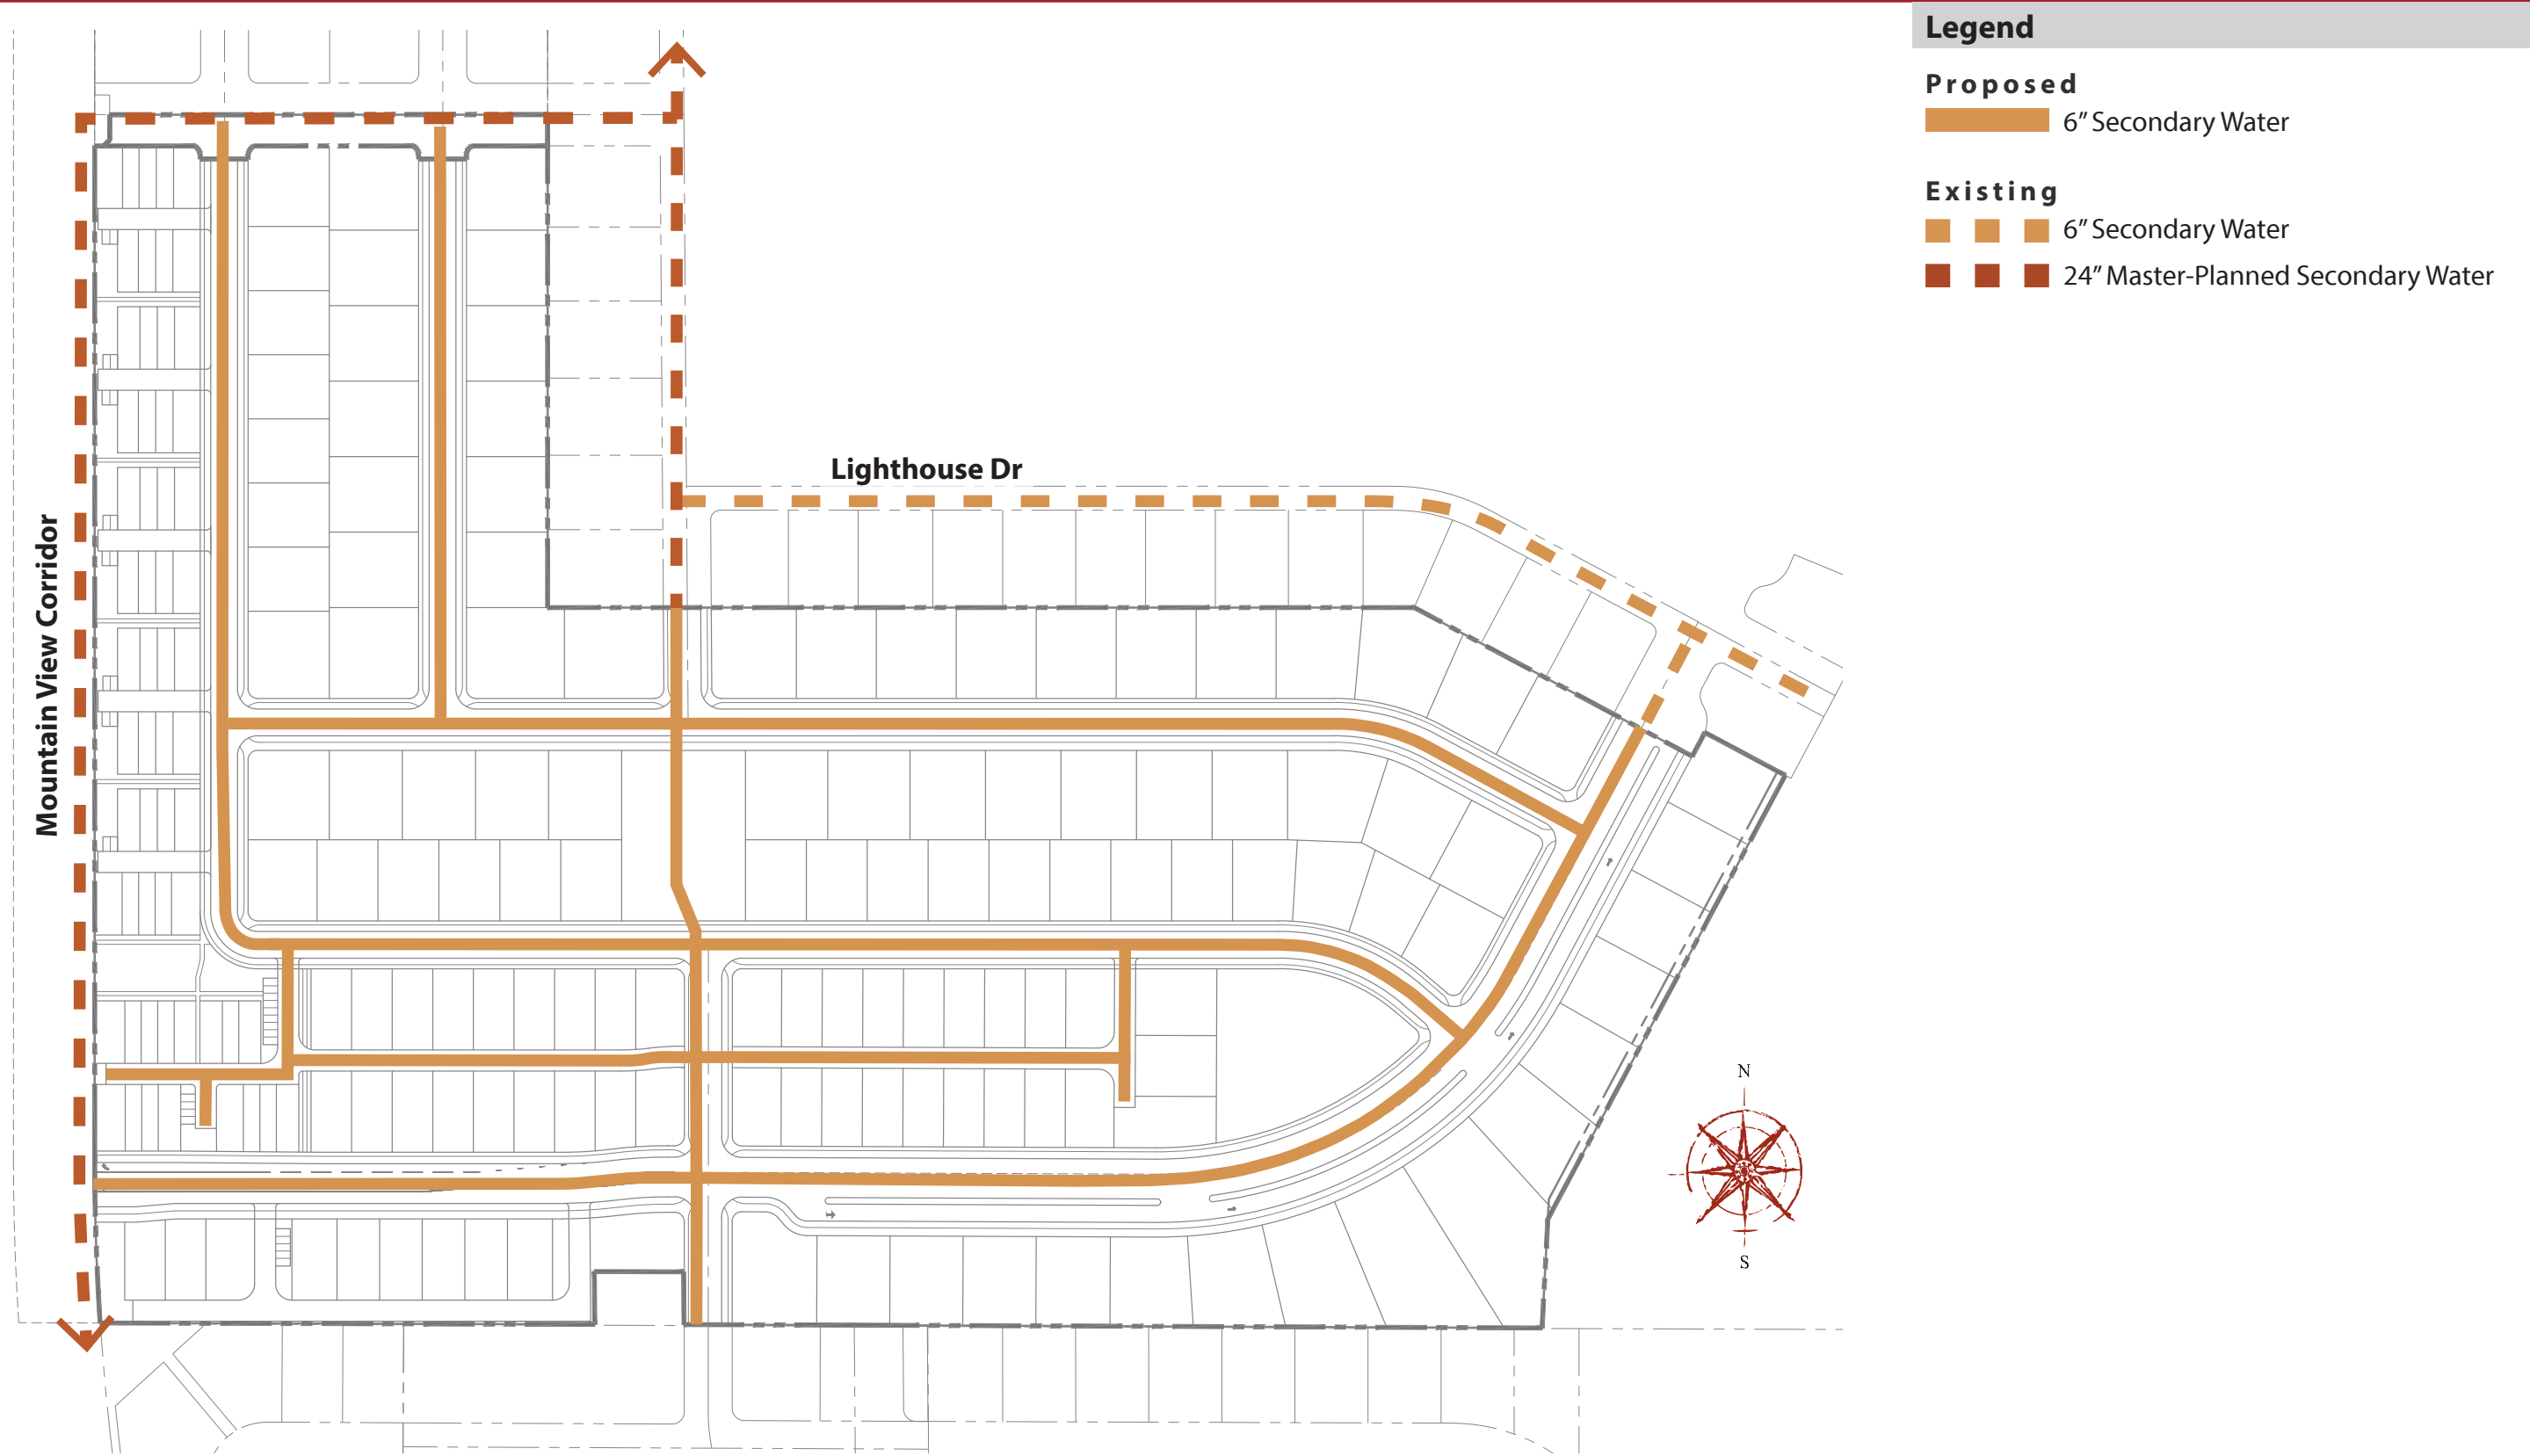 Legend
Proposed
6” Secondary Water
Existing
6” Secondary Water
24” Master-Planned Secondary Water
Lighthouse Dr
Mountain View Corridor
N
S